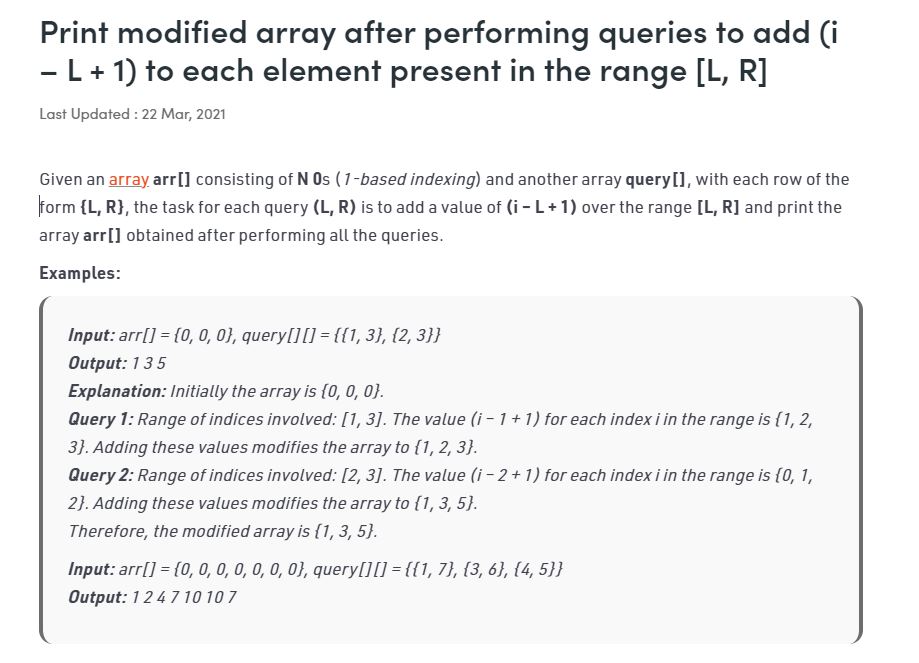 Print modified array after performing queries to add (i
– L + 1) to each element present in the range [L, R]
Last Updated : 22 Mar, 2021
Given an array arr[] consisting of N 0s (1-based indexing) and another array query[], with each row of the
form {L, R}, the task for each query (L, R) is to add a value of (i – L + 1) over the range [L, R] and print the
array arr[] obtained after performing all the queries.
Examples:
Input: arr[] = {0, 0, 0}, query[][] = {{1, 3}, {2, 3}}
Output: 1 3 5
Explanation: Initially the array is {0, 0, 0}.
Query 1: Range of indices involved: [1, 3]. The value (i – 1 + 1) for each index i in the range is {1, 2,
3}. Adding these values modifies the array to {1, 2, 3}.
Query 2: Range of indices involved: [2, 3]. The value (i – 2 + 1) for each index i in the range is {0, 1,
2}. Adding these values modifies the array to {1, 3, 5}.
Therefore, the modified array is {1, 3, 5}.
Input: arr[] = {0, 0, 0, 0, 0, 0, 0}, query[][] = {{1, 7}, {3, 6}, {4, 5}}
Output: 1 2 4 7 10 10 7